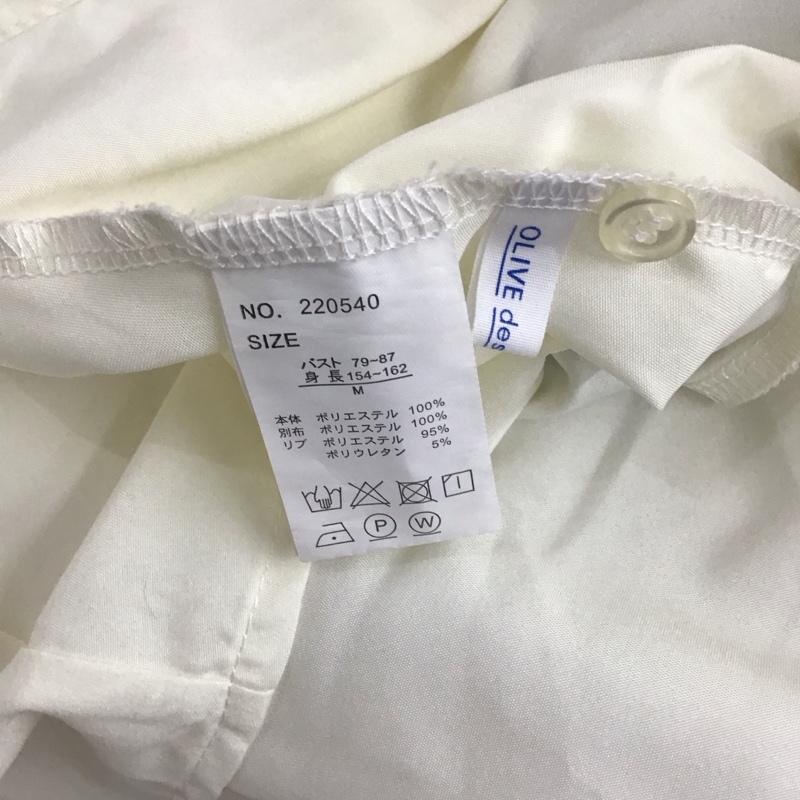 NO. 220540
SIZE
バスト 79~87
身 長 154~162
M
本体 ポリエステル 100%
別布 ポリエステル 100%
リブ ポリエステル 95%
ポリウレタン 5%
P W
OLIVE des